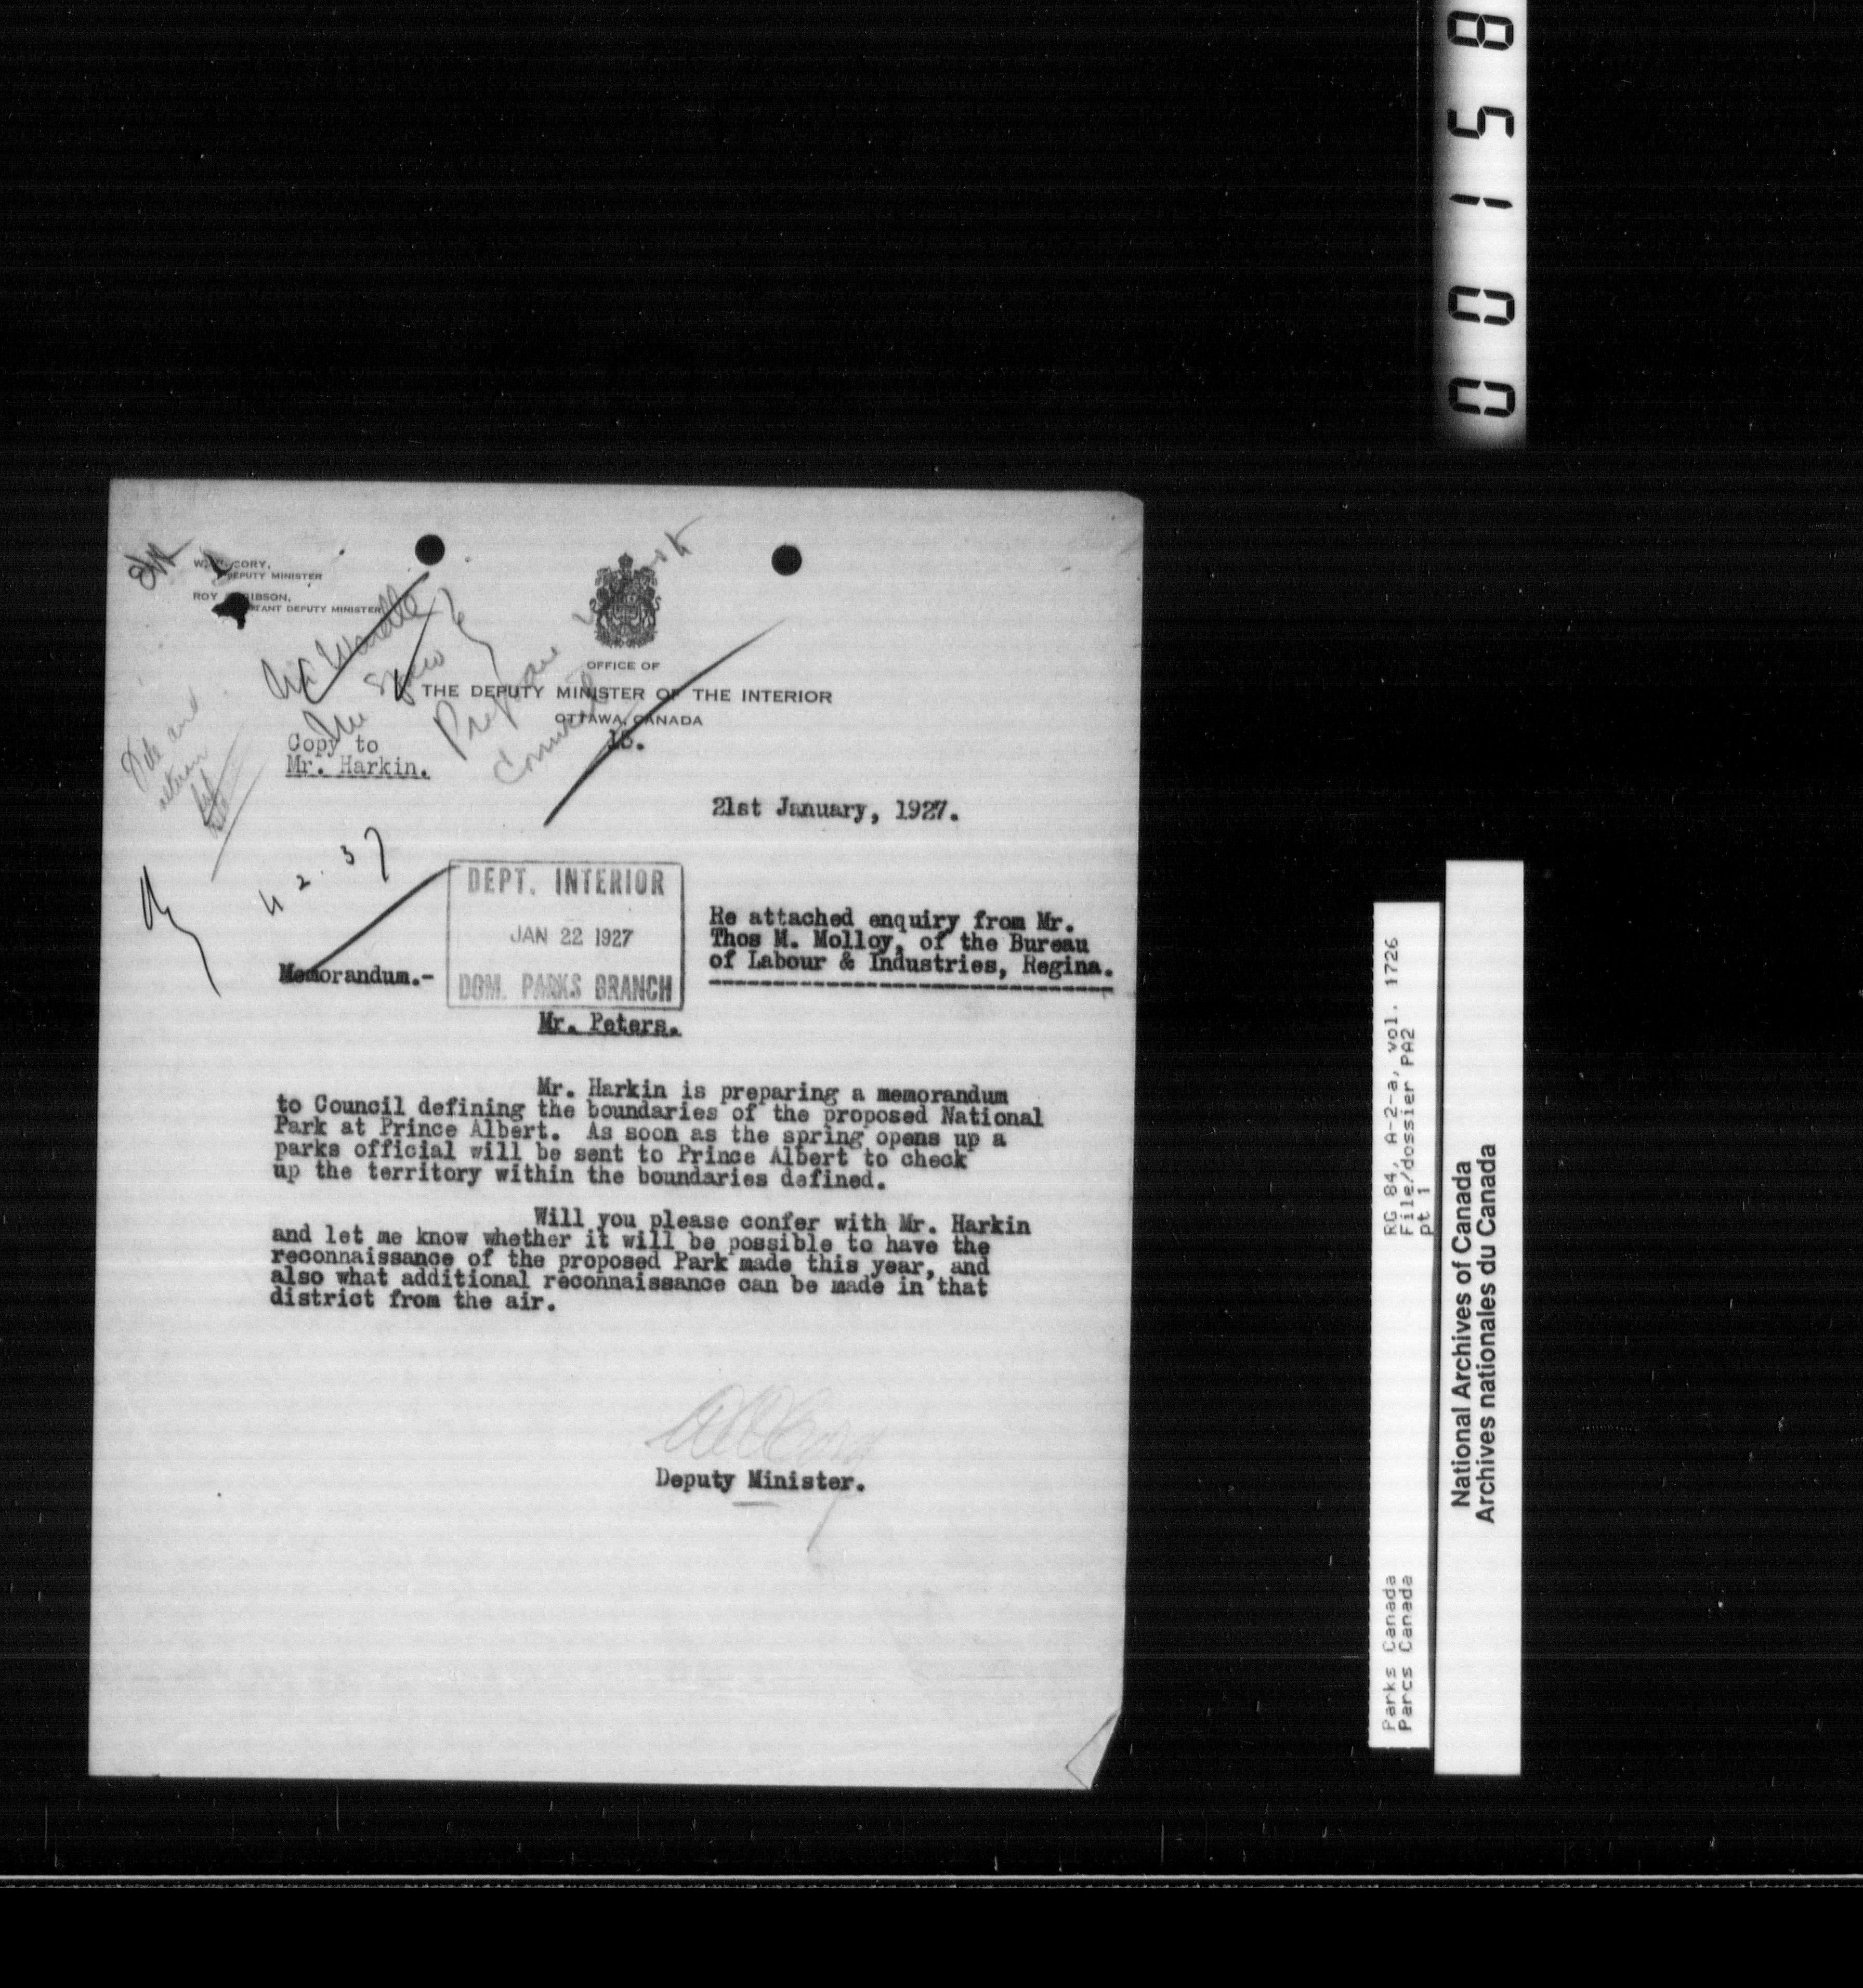 00158
W. W. CORY,
DEPUTY MINISTER
ROY GIBSON,
ASSISTANT DEPUTY MINISTER
OFFICE OF
THE DEPUTY MINISTER OF THE INTERIOR
OTTAWA, CANADA
Prepare
Council
File and
return
Copy to
Mr. Harkin.
15.
21st January, 1927.
DEPT. INTERIOR
JAN 22 1927
DOM. PARKS BRANCH
Re attached enquiry from Mr.
Thos M. Molloy, of the Bureau
of Labour & Industries, Regina.
Memorandum.-
Mr. Peters.
Mr. Harkin is preparing a memorandum
to Council defining the boundaries of the proposed National
Park at Prince Albert. As soon as the spring opens up a
parks official will be sent to Prince Albert to check
up the territory within the boundaries defined.
Will you please confer with Mr. Harkin
and let me know whether it will be possible to have the
reconnaissance of the proposed Park made this year, and
also what additional reconnaissance can be made in that
district from the air.
WWCory
Deputy Minister.
Parks Canada
Parcs Canada
RG 84, A-2-a, vol. 1726
File/dossier PA2
pt 1
National Archives of Canada
Archives nationales du Canada